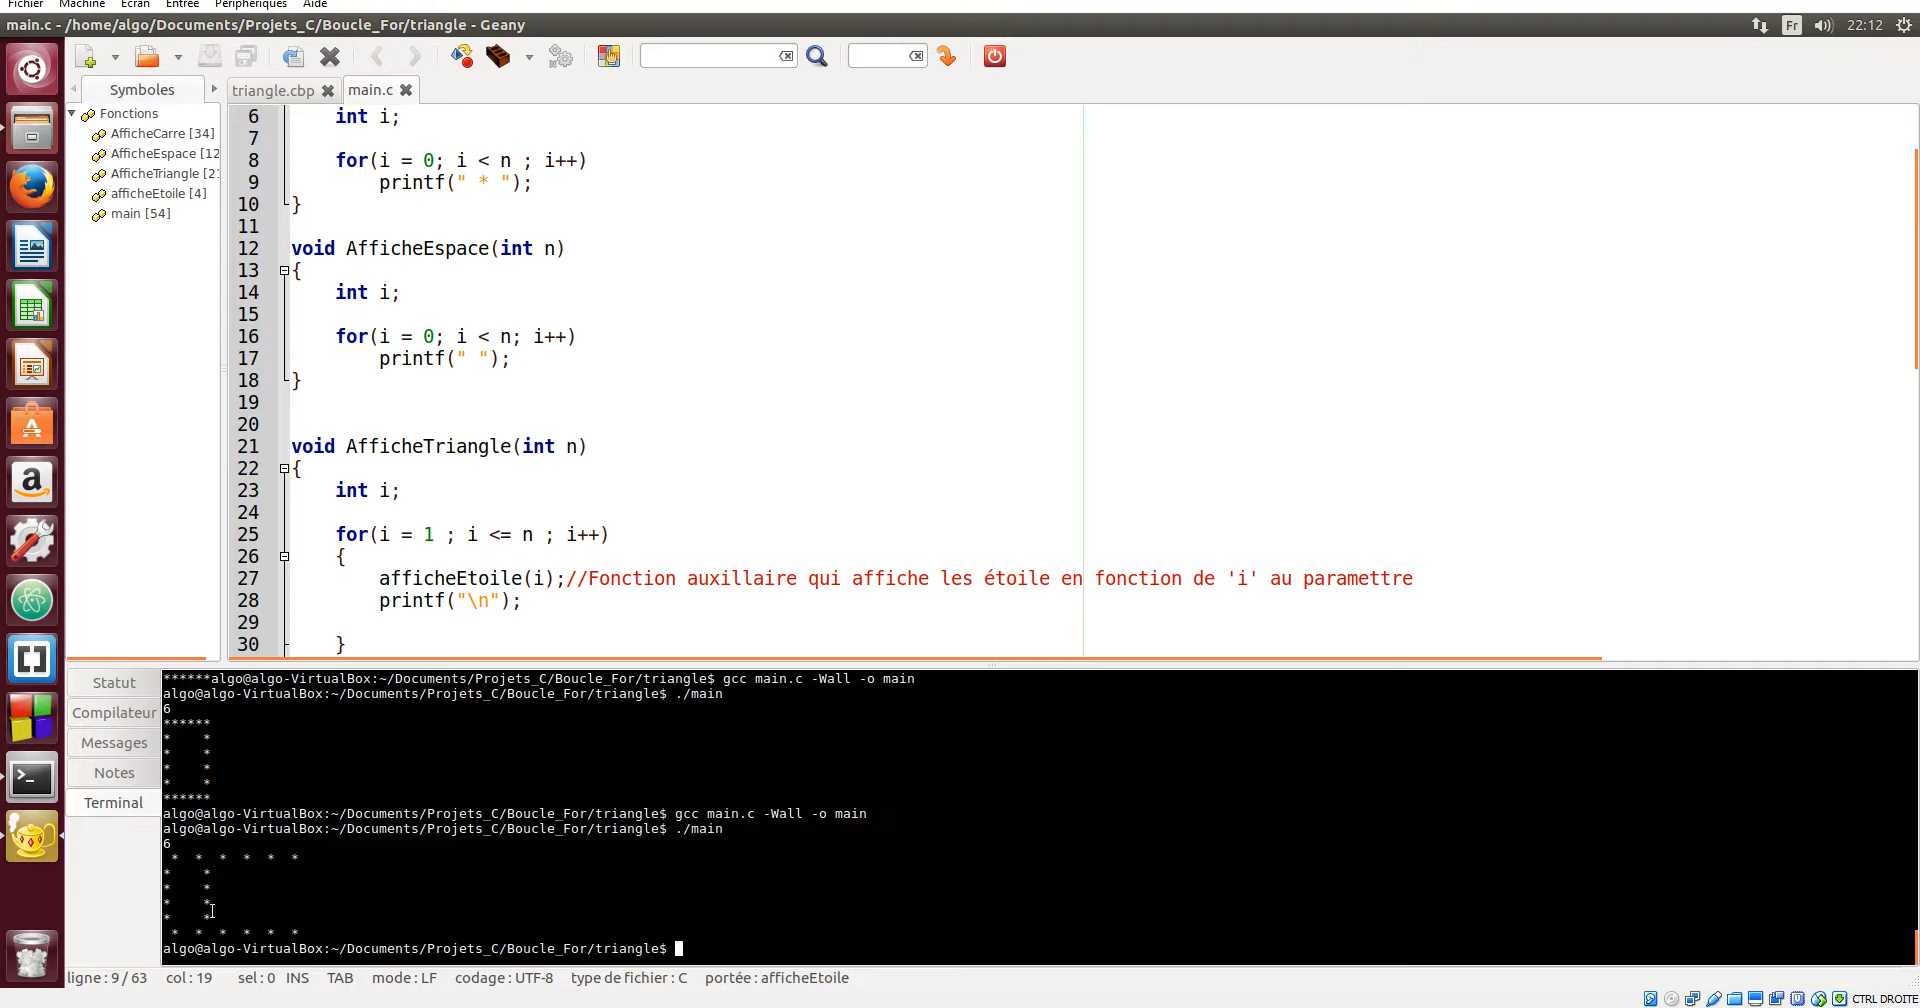 Fichier Machine Écran Entrée Périphériques Aide
main.c - /home/algo/Documents/Projets_C/Boucle_For/triangle - Geany
Fr 22:12
Symboles
triangle.cbp main.c
Fonctions
AfficheCarre [34]
AfficheEspace [12
AfficheTriangle [21
afficheEtoile [4]
main [54]
6 int i;
7
8 for(i = 0; i < n ; i++)
9 printf(" * ");
10 }
11
12 void AfficheEspace(int n)
13 {
14 int i;
15
16 for(i = 0; i < n; i++)
17 printf(" ");
18 }
19
20
21 void AfficheTriangle(int n)
22 {
23 int i;
24
25 for(i = 1 ; i <= n ; i++)
26 {
27 afficheEtoile(i);//Fonction auxillaire qui affiche les étoile en fonction de 'i' au paramettre
28 printf("\n");
29
30 }
Statut
Compilateur
Messages
Notes
Terminal
******algo@algo-VirtualBox:~/Documents/Projets_C/Boucle_For/triangle$ gcc main.c -Wall -o main
algo@algo-VirtualBox:~/Documents/Projets_C/Boucle_For/triangle$ ./main
6
******
*    *
*    *
*    *
*    *
******
algo@algo-VirtualBox:~/Documents/Projets_C/Boucle_For/triangle$ gcc main.c -Wall -o main
algo@algo-VirtualBox:~/Documents/Projets_C/Boucle_For/triangle$ ./main
6
 *  *  *  *  *  *
*    *
*    *
*    *
*    *
 *  *  *  *  *  *
algo@algo-VirtualBox:~/Documents/Projets_C/Boucle_For/triangle$
ligne : 9 / 63 col : 19 sel : 0 INS TAB mode : LF codage : UTF-8 type de fichier : C portée : afficheEtoile
CTRL DROITE